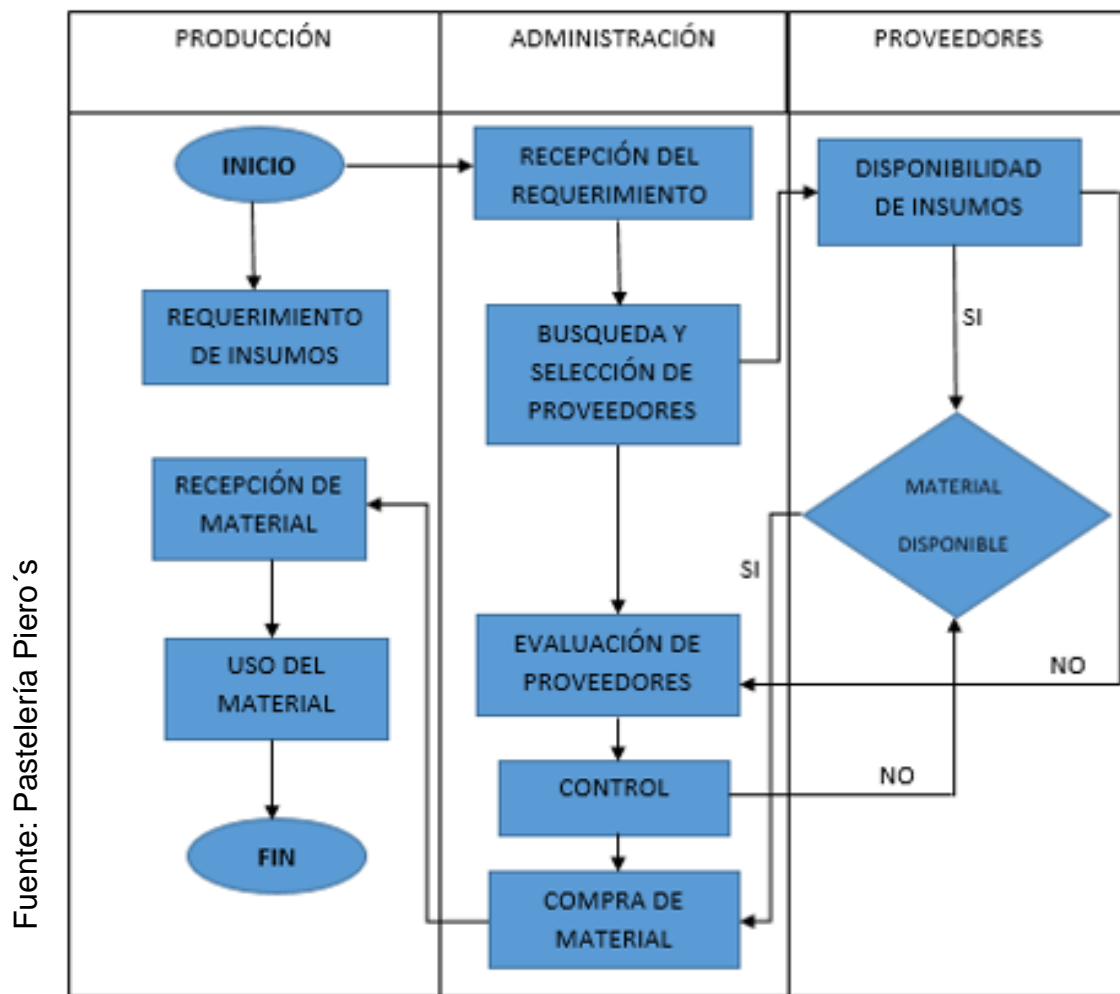 PRODUCCIÓN
ADMINISTRACIÓN
PROVEEDORES
INICIO
REQUERIMIENTO
DE INSUMOS
RECEPCIÓN DE
MATERIAL
USO DEL
MATERIAL
FIN
RECEPCIÓN DEL
REQUERIMIENTO
BUSQUEDA Y
SELECCIÓN DE
PROVEEDORES
EVALUACIÓN DE
PROVEEDORES
CONTROL
COMPRA DE
MATERIAL
DISPONIBILIDAD
DE INSUMOS
SI
MATERIAL
DISPONIBLE
SI
NO
NO
Fuente: Pastelería Piero´s